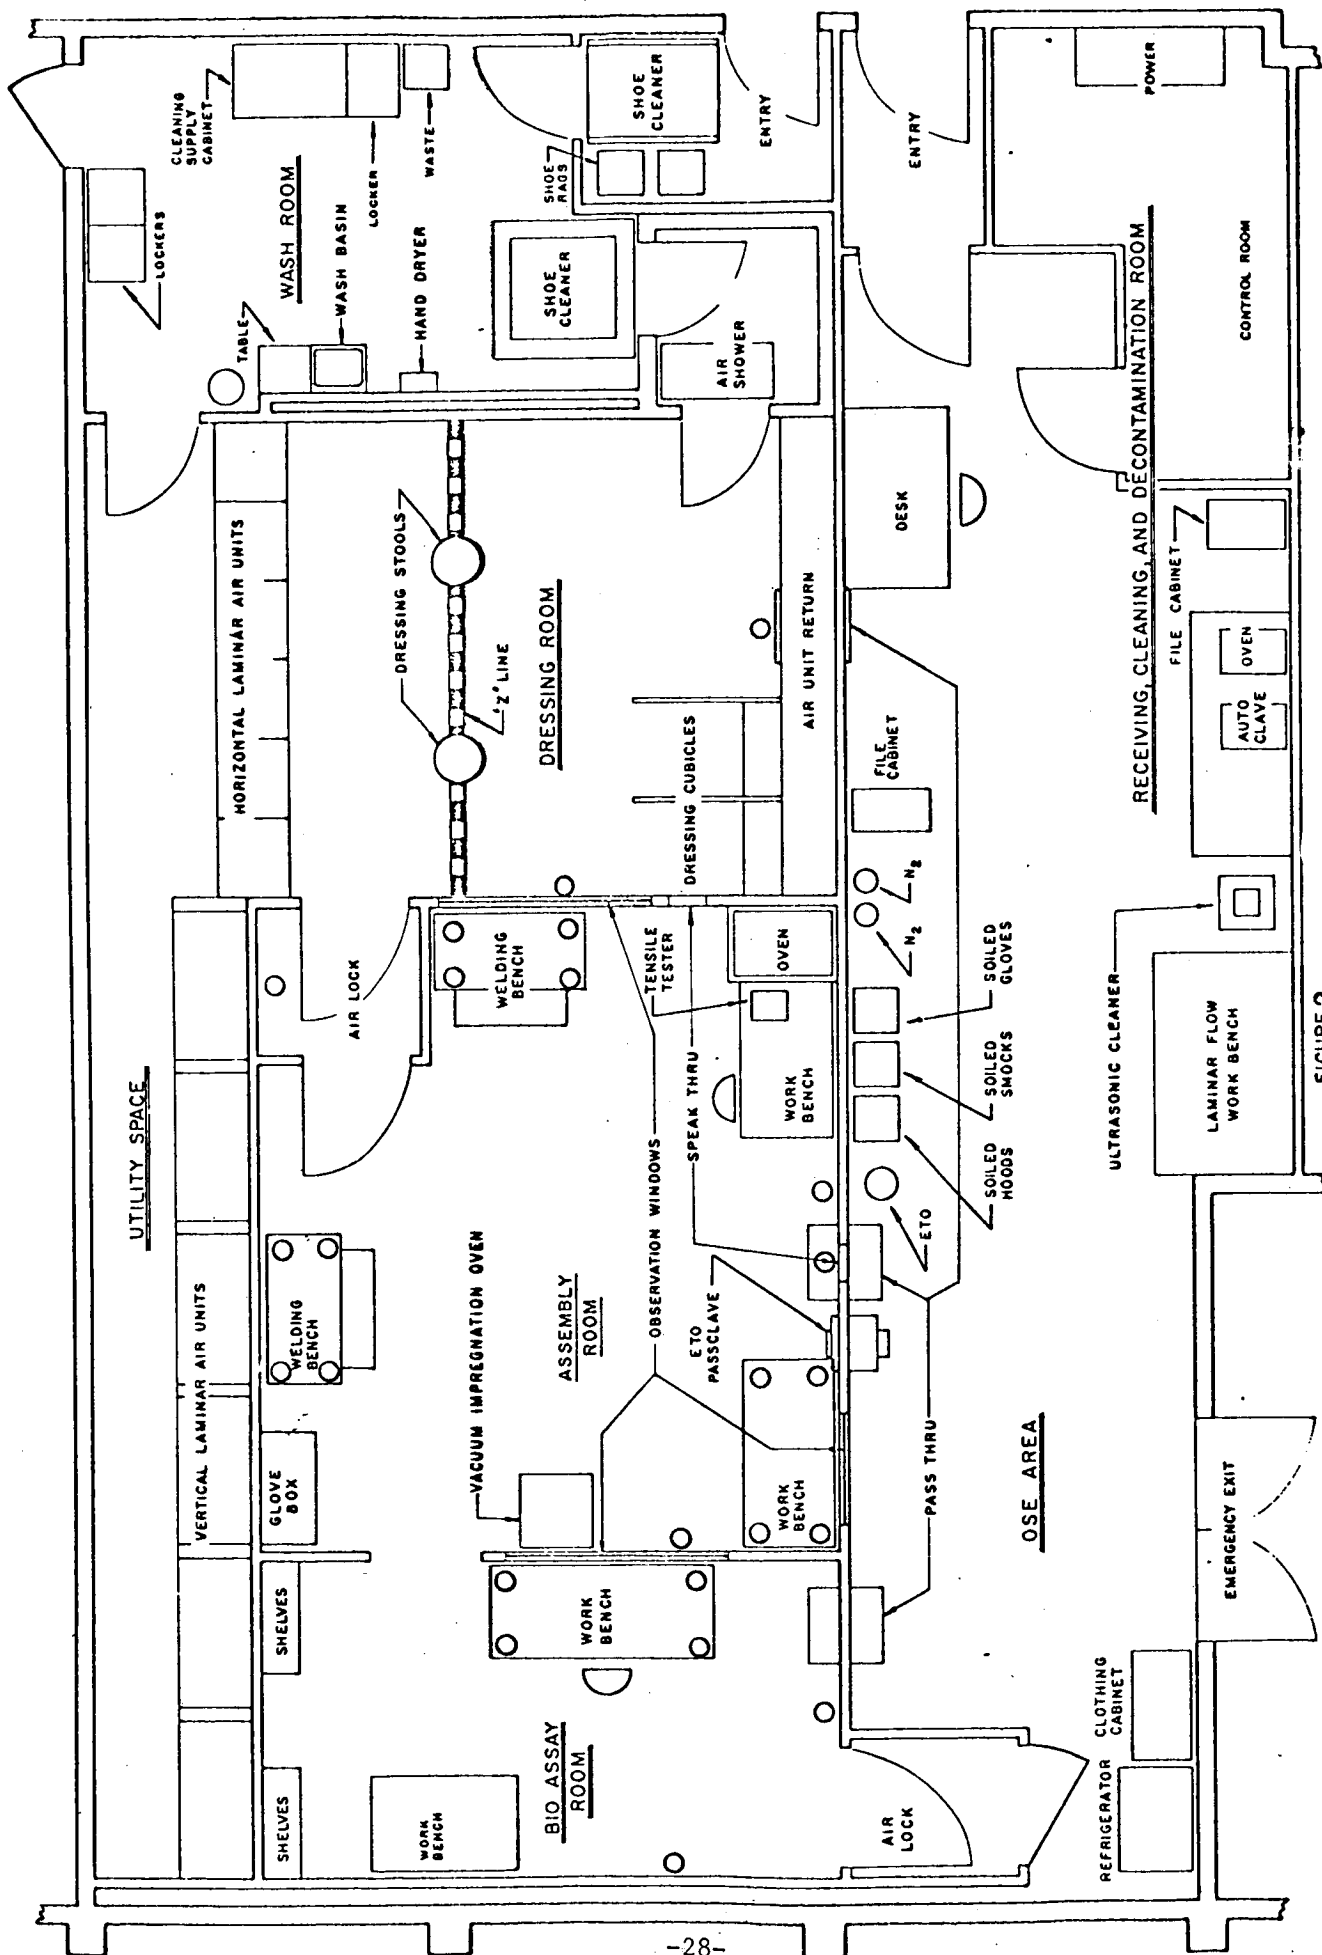 CLEANING
SUPPLY
CABINET
LOCKERS
WASH ROOM
LOCKER
WASTE
TABLE
WASH BASIN
HAND DRYER
SHOE
CLEANER
SHOE
RAGS
SHOE
CLEANER
ENTRY
ENTRY
POWER
CONTROL ROOM
AIR
SHOWER
HORIZONTAL LAMINAR AIR UNITS
DRESSING STOOLS
"Z" LINE
DRESSING ROOM
DRESSING CUBICLES
AIR UNIT RETURN
DESK
FILE
CABINET
RECEIVING, CLEANING, AND DECONTAMINATION ROOM
FILE CABINET
OVEN
AUTO
CLAVE
UTILITY SPACE
AIR LOCK
WELDING
BENCH
TENSILE
TESTER
OVEN
WORK
BENCH
SPEAK THRU
OBSERVATION WINDOWS
N2
N2
SOILED
GLOVES
SOILED
SMOCKS
SOILED
HOODS
ETO
ULTRASONIC CLEANER
LAMINAR FLOW
WORK BENCH
FIGURE 2
VERTICAL LAMINAR AIR UNITS
WELDING
BENCH
GLOVE
BOX
VACUUM IMPREGNATION OVEN
ASSEMBLY
ROOM
ETO
PASSCLAVE
WORK
BENCH
PASS THRU
OSE AREA
EMERGENCY EXIT
SHELVES
SHELVES
WORK
BENCH
WORK
BENCH
BIO ASSAY
ROOM
AIR
LOCK
CLOTHING
CABINET
REFRIGERATOR
-28-